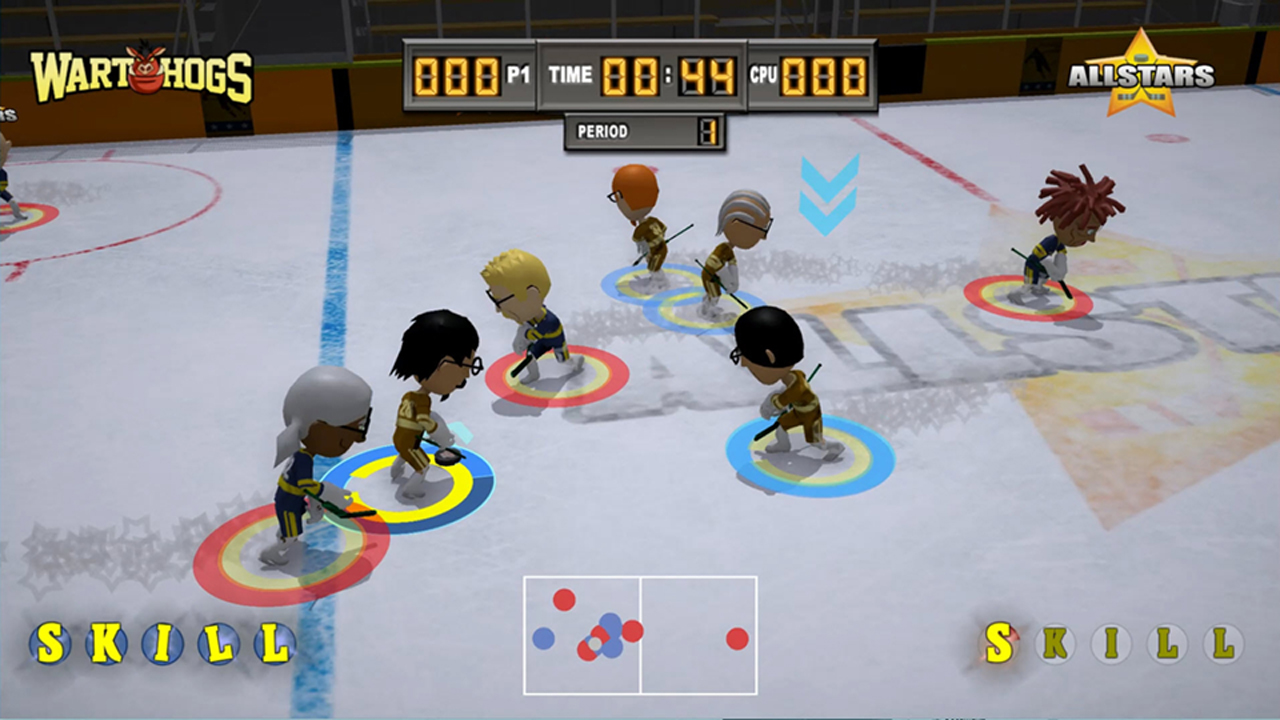 WARTHOGS
000 P1 TIME 00:44 CPU 000
ALLSTARS
PERIOD 1
SKILL
SKILL